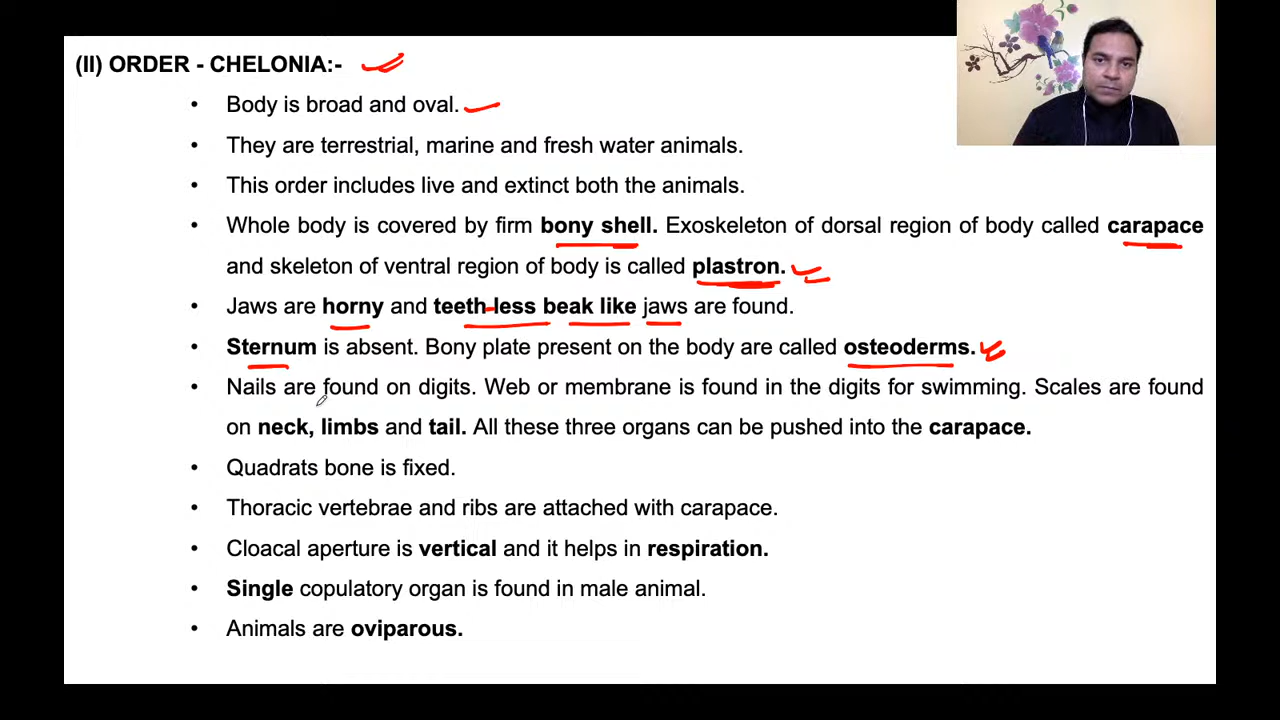 (II) ORDER - CHELONIA:-
• Body is broad and oval.
• They are terrestrial, marine and fresh water animals.
• This order includes live and extinct both the animals.
• Whole body is covered by firm bony shell. Exoskeleton of dorsal region of body called carapace
and skeleton of ventral region of body is called plastron.
• Jaws are horny and teeth-less beak like jaws are found.
• Sternum is absent. Bony plate present on the body are called osteoderms.
• Nails are found on digits. Web or membrane is found in the digits for swimming. Scales are found
on neck, limbs and tail. All these three organs can be pushed into the carapace.
• Quadrats bone is fixed.
• Thoracic vertebrae and ribs are attached with carapace.
• Cloacal aperture is vertical and it helps in respiration.
• Single copulatory organ is found in male animal.
• Animals are oviparous.